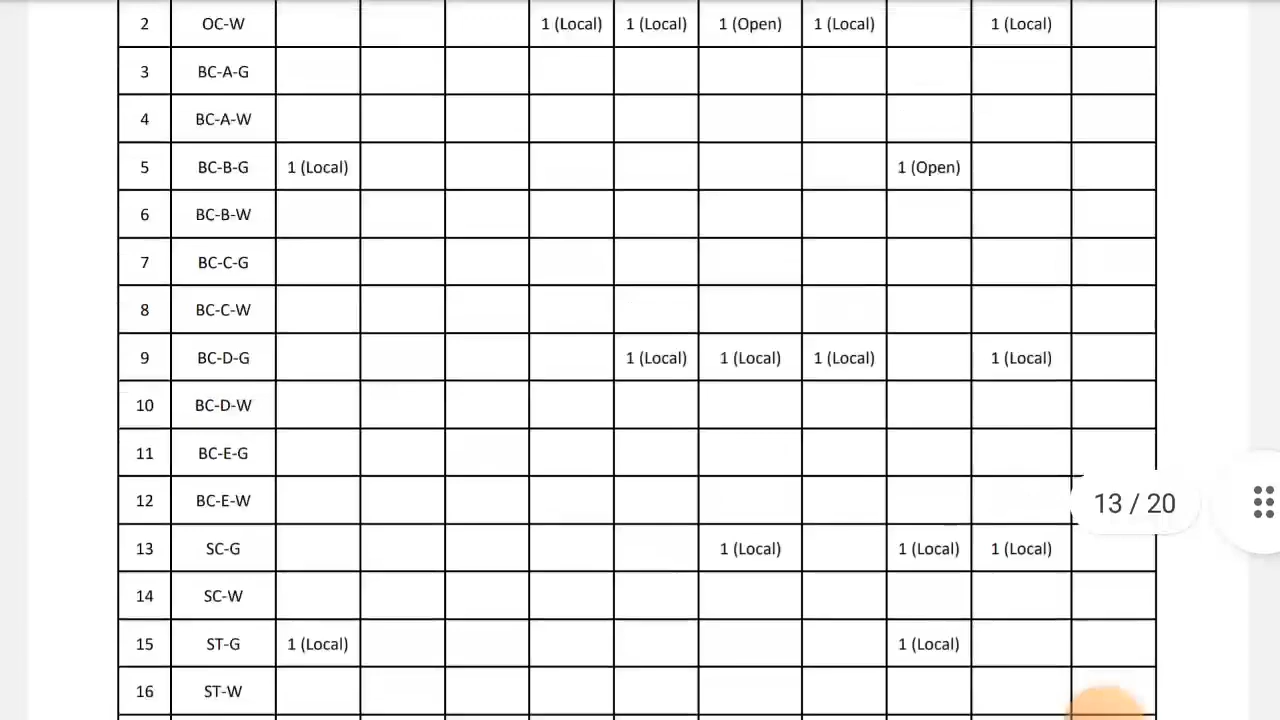 2 OC-W 1 (Local) 1 (Local) 1 (Open) 1 (Local) 1 (Local)
3 BC-A-G
4 BC-A-W
5 BC-B-G 1 (Local) 1 (Open)
6 BC-B-W
7 BC-C-G
8 BC-C-W
9 BC-D-G 1 (Local) 1 (Local) 1 (Local) 1 (Local)
10 BC-D-W
11 BC-E-G
12 BC-E-W
13 / 20
13 SC-G 1 (Local) 1 (Local) 1 (Local)
14 SC-W
15 ST-G 1 (Local) 1 (Local)
16 ST-W